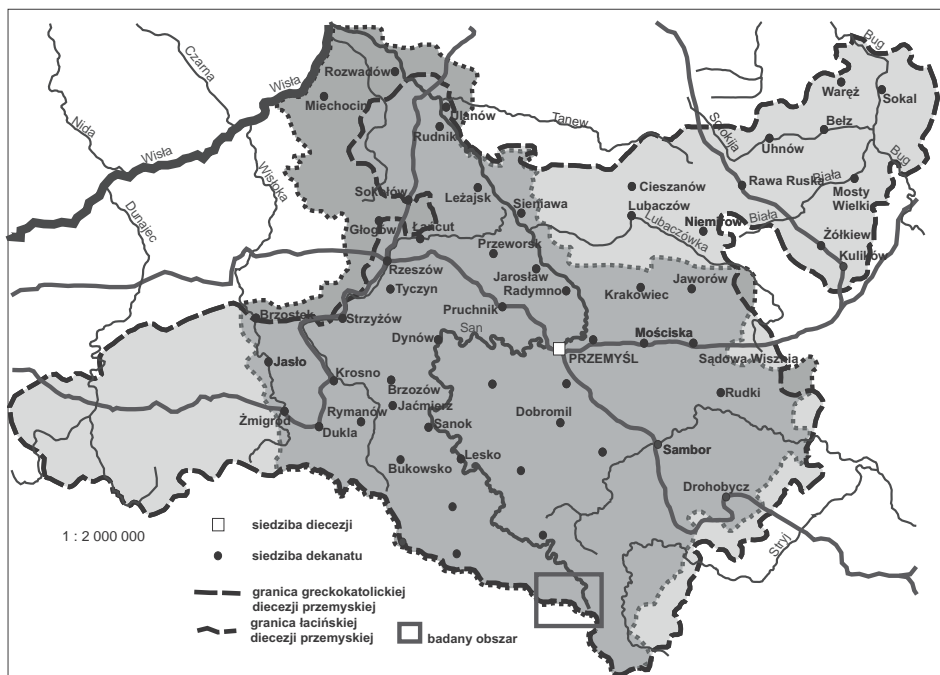 Bug
Czarna
Rozwadów
Wisła
Waręż
Sokal
Miechocin
Ulanów
Tanew
Sołokija
Bełz
Nida
Rudnik
Uhnów
Bug
Wisła
Wisłoka
Biała
Cieszanów
Rawa Ruska
Mosty
Wielki
Sokołów
Leżajsk
Sieniawa
Lubaczów
Biała
Dunajec
Głogów
Łańcut
Lubaczówka
Niemirów
Żółkiew
Przeworsk
Rzeszów
Jarosław
Kulików
Tyczyn
Radymno
Krakowiec
Jaworów
Brzostek
Strzyżów
Pruchnik
San
Mościska
Dynów
PRZEMYŚL
Sądowa Wisznia
Jasło
Krosno
Brzozów
Rudki
Żmigród
Rymanów
Jaćmierz
Dobromil
Dukla
Sanok
Sambor
Bukowsko
Lesko
Drohobycz
siedziba diecezji
1 : 2 000 000
Stryj
siedziba dekanatu
granica greckokatolickiej
diecezji przemyskiej
granica łacińskiej
diecezji przemyskiej
badany obszar